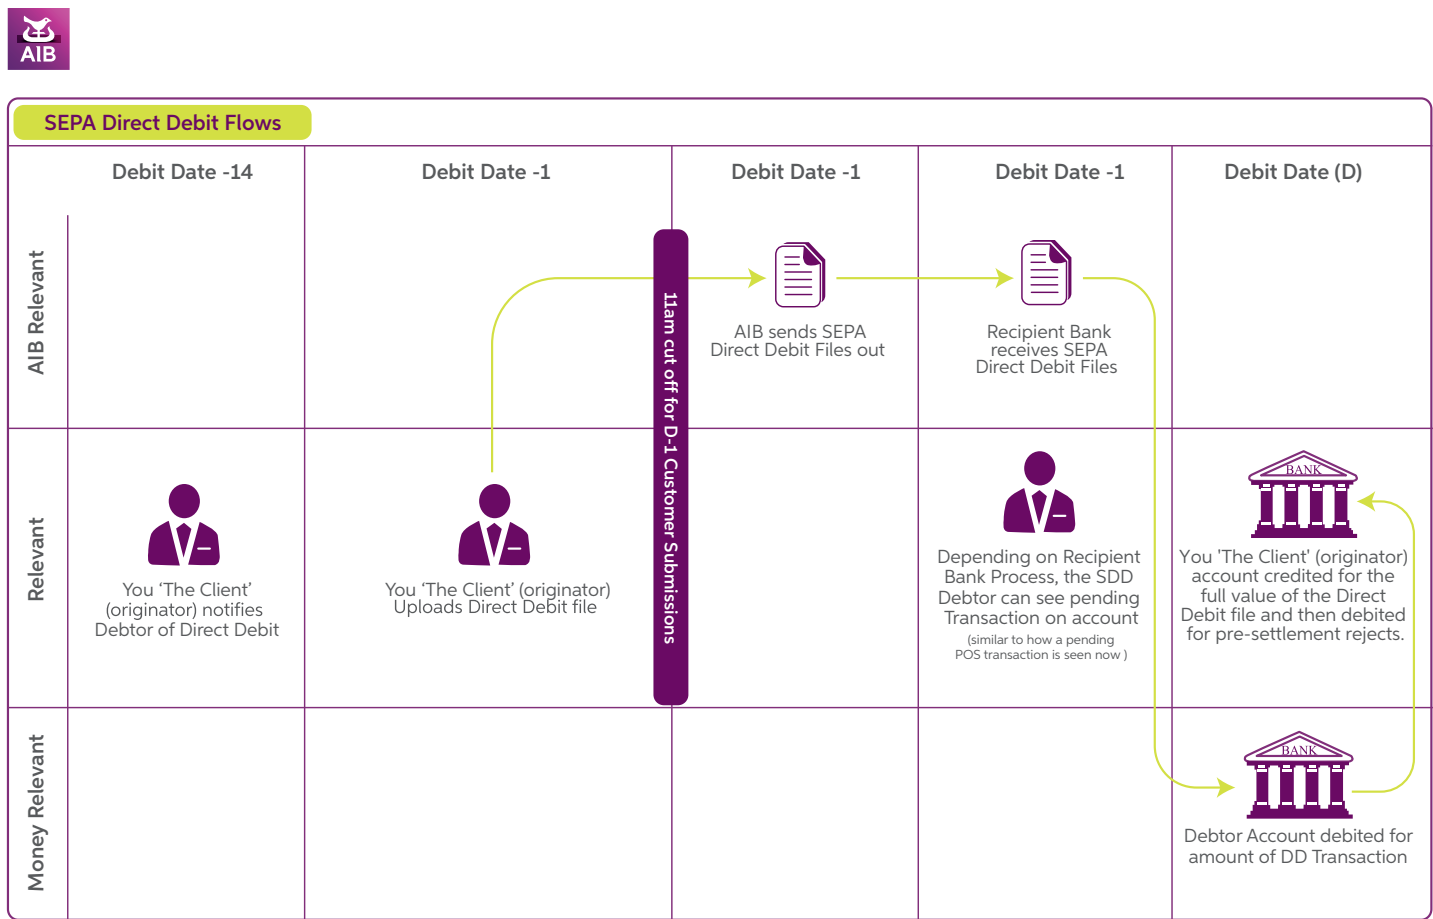 AIB
SEPA Direct Debit Flows
Debit Date -14
Debit Date -1
Debit Date -1
Debit Date -1
Debit Date (D)
AIB Relevant
11am cut off for D-1 Customer Submissions
AIB sends SEPA
Direct Debit Files out
Recipient Bank
receives SEPA
Direct Debit Files
Relevant
You ‘The Client’
(originator) notifies
Debtor of Direct Debit
You ‘The Client’ (originator)
Uploads Direct Debit file
Depending on Recipient
Bank Process, the SDD
Debtor can see pending
Transaction on account
(similar to how a pending
POS transaction is seen now )
BANK
You 'The Client' (originator)
account credited for the
full value of the Direct
Debit file and then debited
for pre-settlement rejects.
Money Relevant
BANK
Debtor Account debited for
amount of DD Transaction